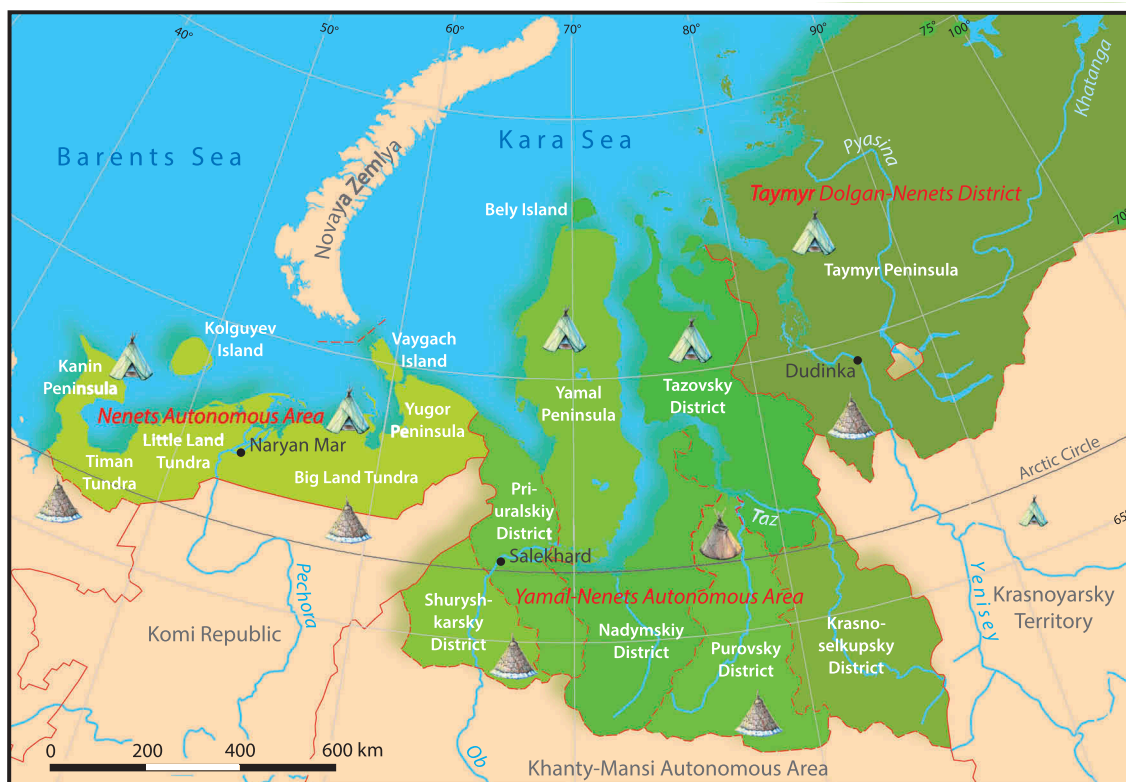 40°
50°
60°
70°
80°
90°
75°
100°
Khatanga
Barents Sea
Kara Sea
Novaya Zemlya
Pyasina
Taymyr Dolgan-Nenets District
Bely Island
70°
Taymyr Peninsula
Kolguyev
Island
Vaygach
Island
Kanin
Peninsula
Dudinka
Yamal
Peninsula
Tazovsky
District
Nenets Autonomous Area
Yugor
Peninsula
Little Land
Tundra
Naryan Mar
Timan
Tundra
Big Land Tundra
Arctic Circle
Pri-
uralskiy
District
Taz
65°
Salekhard
Pechora
Yenisey
Krasnoyarsky
Territory
Yamal-Nenets Autonomous Area
Shurysh-
karsky
District
Komi Republic
Nadymskiy
District
Purovsky
District
Krasno-
selkupsky
District
0
200
400
600 km
Ob
Khanty-Mansi Autonomous Area